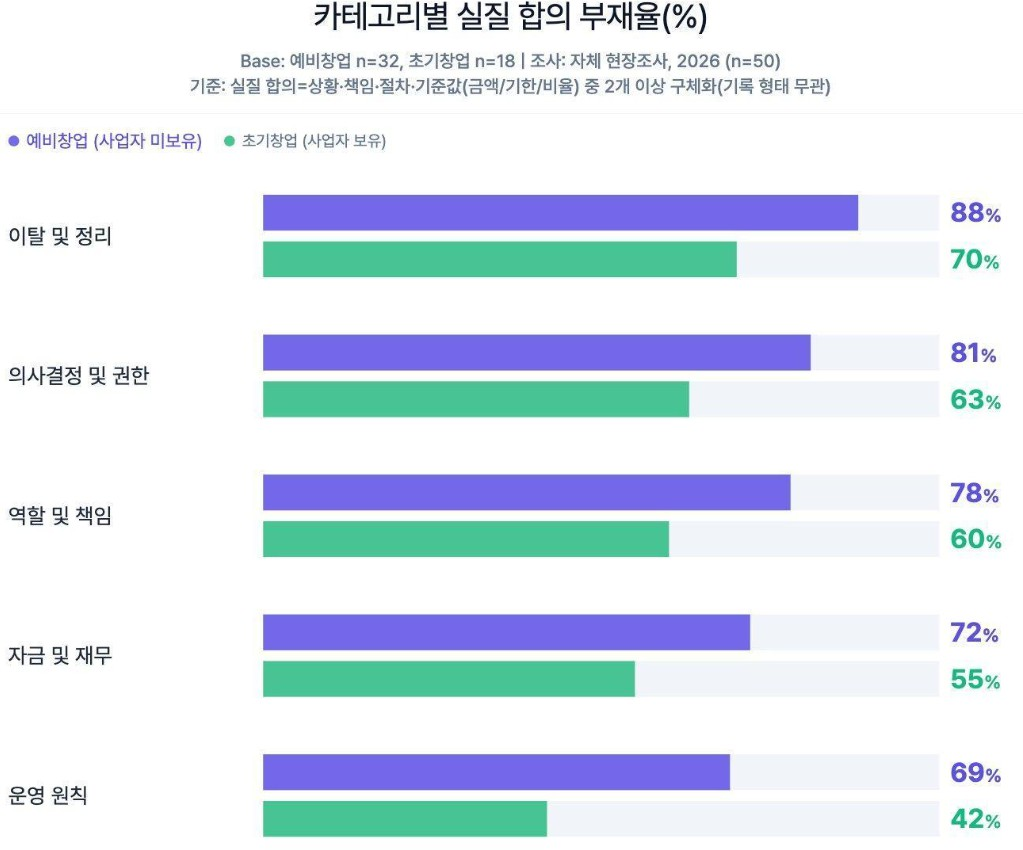 카테고리별 실질 합의 부재율(%)
Base: 예비창업 n=32, 초기창업 n=18 | 조사: 자체 현장조사, 2026 (n=50)
기준: 실질 합의=상황·책임·절차·기준값(금액/기한/비율) 중 2개 이상 구체화(기록 형태 무관)
예비창업 (사업자 미보유) 초기창업 (사업자 보유)
88%
이탈 및 정리
70%
81%
의사결정 및 권한
63%
78%
역할 및 책임
60%
72%
자금 및 재무
55%
69%
운영 원칙
42%